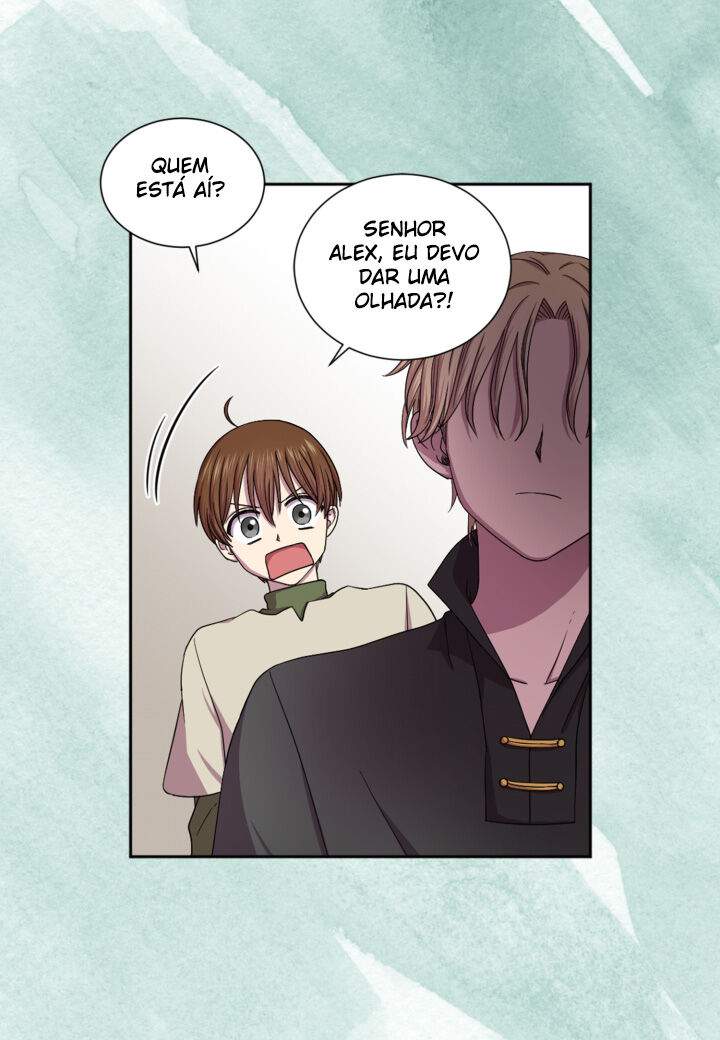 QUEM
ESTÁ AÍ?
SENHOR
ALEX, EU DEVO
DAR UMA
OLHADA?!